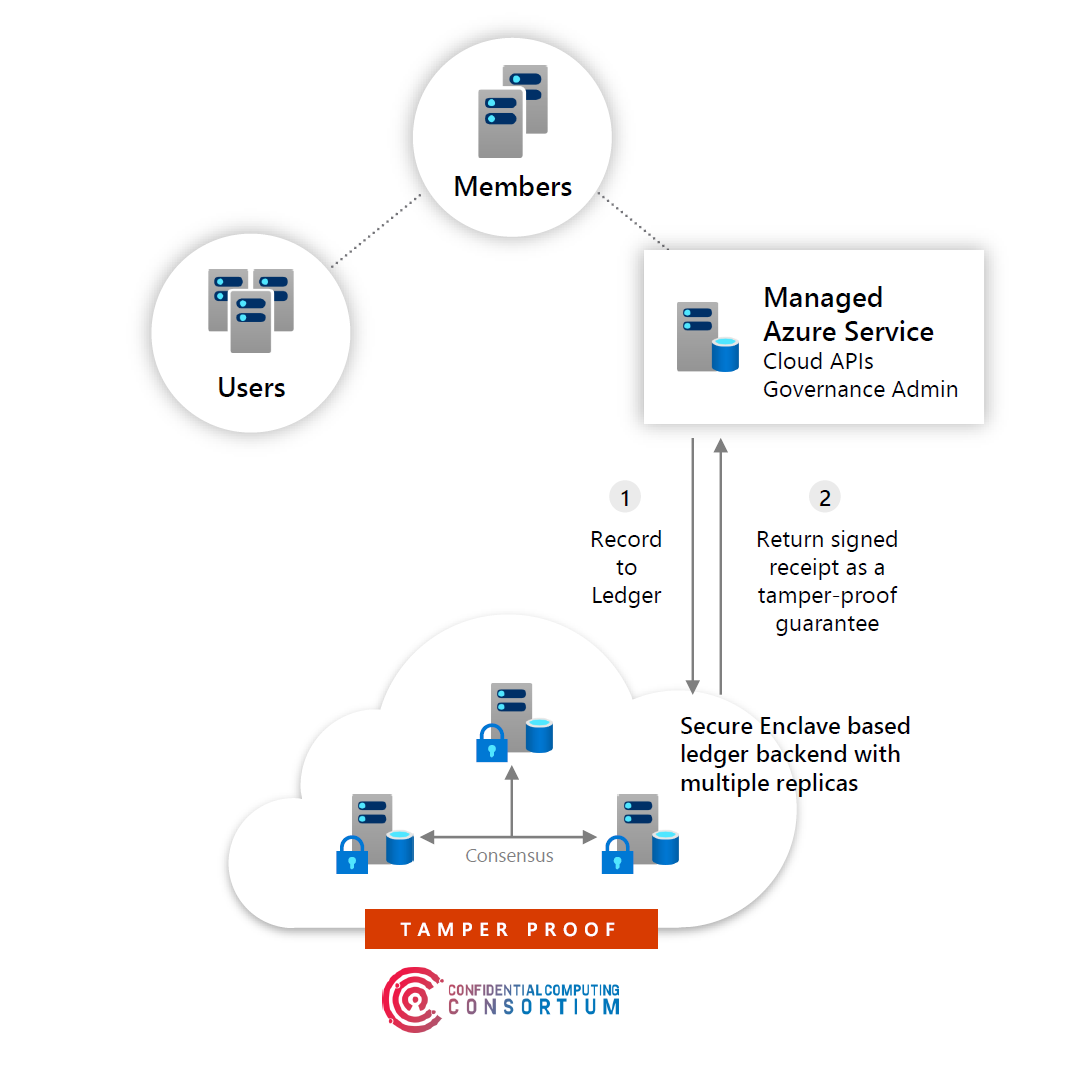 Members
Users
Managed
Azure Service
Cloud APIs
Governance Admin
1
Record
to
Ledger
2
Return signed
receipt as a
tamper-proof
guarantee
Secure Enclave based
ledger backend with
multiple replicas
Consensus
TAMPER PROOF
CONFIDENTIAL COMPUTING
CONSORTIUM